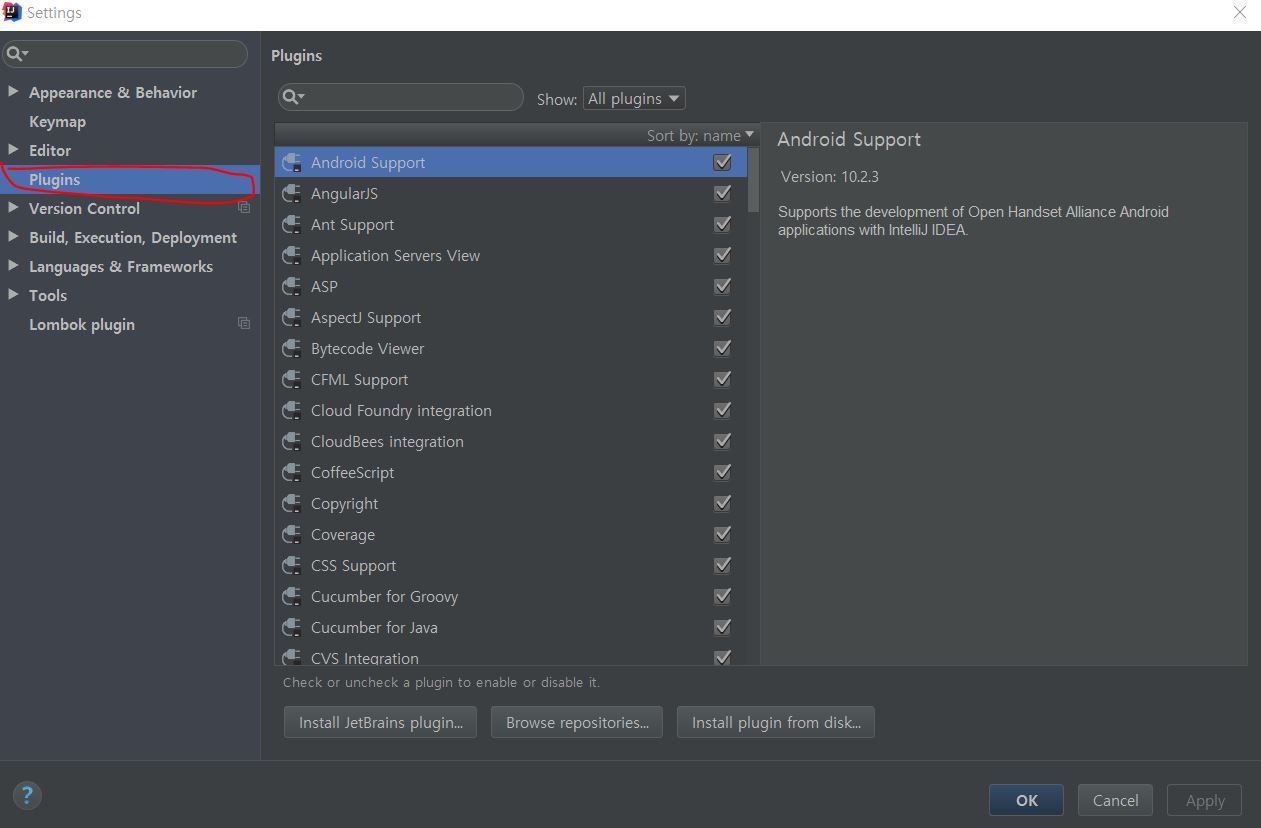 Settings
Appearance & Behavior
Keymap
Editor
Plugins
Version Control
Build, Execution, Deployment
Languages & Frameworks
Tools
Lombok plugin
Plugins
Show: All plugins
Sort by: name
Android Support
AngularJS
Ant Support
Application Servers View
ASP
AspectJ Support
Bytecode Viewer
CFML Support
Cloud Foundry integration
CloudBees integration
CoffeeScript
Copyright
Coverage
CSS Support
Cucumber for Groovy
Cucumber for Java
CVS Integration
Android Support
Version: 10.2.3
Supports the development of Open Handset Alliance Android
applications with IntelliJ IDEA.
Check or uncheck a plugin to enable or disable it.
Install JetBrains plugin... Browse repositories... Install plugin from disk...
? OK Cancel Apply